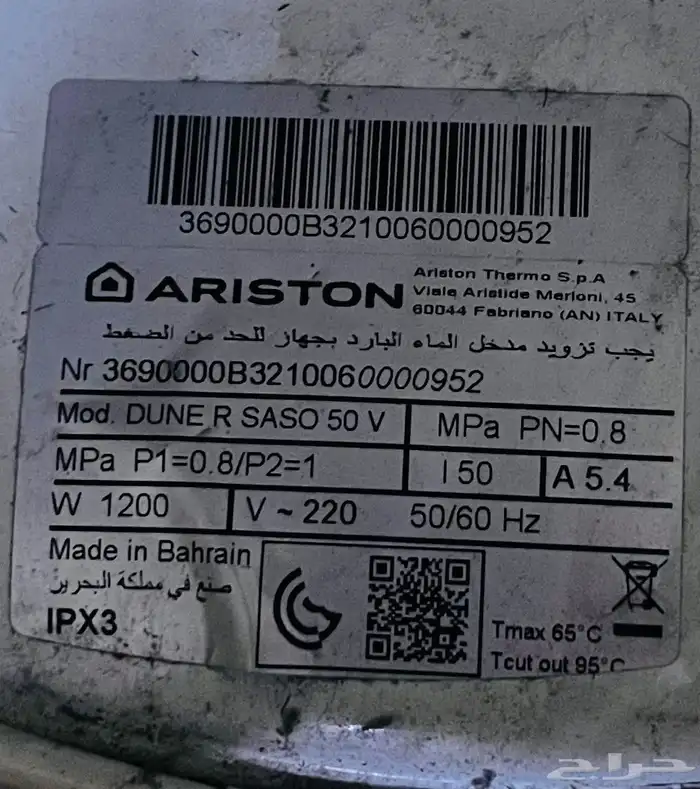 3690000B3210060000952
ARISTON
Ariston Thermo S.p.A
Viale Aristide Merloni, 45
60044 Fabriano (AN) ITALY
يجب تزويد مدخل الماء البارد بجهاز للحد من الضغط
Nr 3690000B3210060000952
Mod. DUNE R SASO 50 V
MPa PN=0.8
MPa P1=0.8/P2=1
l 50
A 5.4
W 1200
V ~ 220 50/60 Hz
Made in Bahrain
صنع في مملكة البحرين
IPX3
Tmax 65°C
Tcut out 95°C
حراج